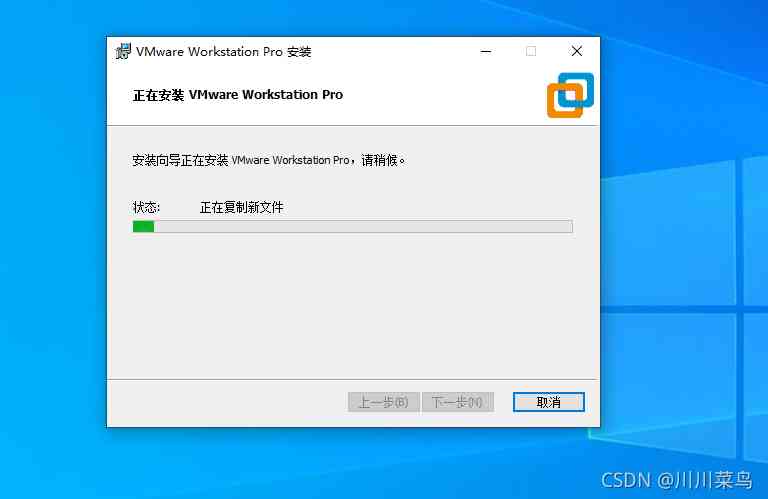 VMware Workstation Pro 安装
正在安装 VMware Workstation Pro
安装向导正在安装 VMware Workstation Pro，请稍候。
状态: 正在复制新文件
上一步(B) 下一步(N) 取消
CSDN @川川菜鸟